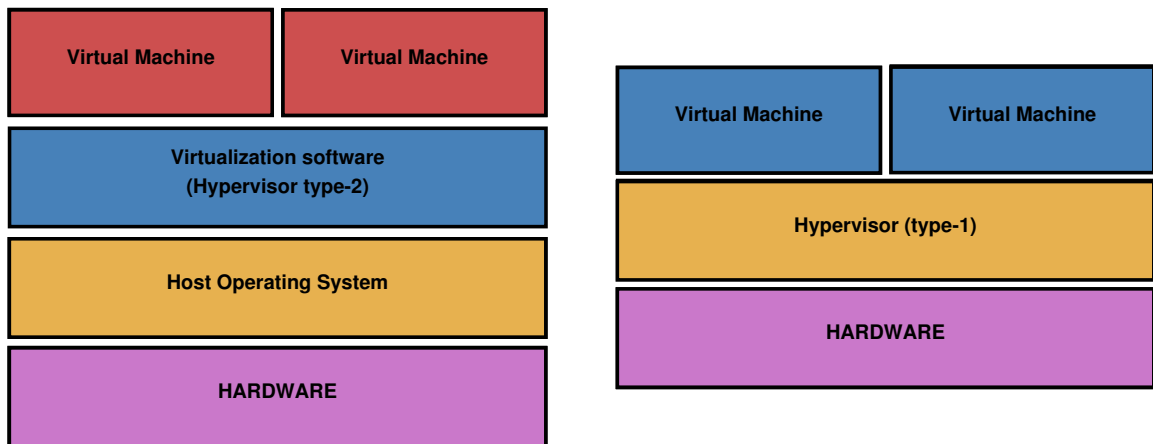 Virtual Machine
Virtual Machine
Virtualization software
(Hypervisor type-2)
Host Operating System
HARDWARE
Virtual Machine
Virtual Machine
Hypervisor (type-1)
HARDWARE